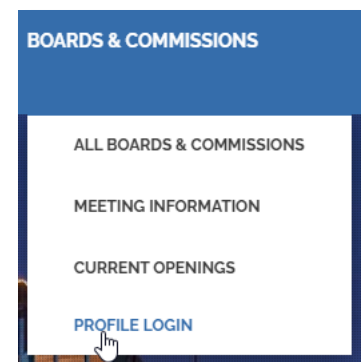 BOARDS & COMMISSIONS
ALL BOARDS & COMMISSIONS
MEETING INFORMATION
CURRENT OPENINGS
PROFILE LOGIN